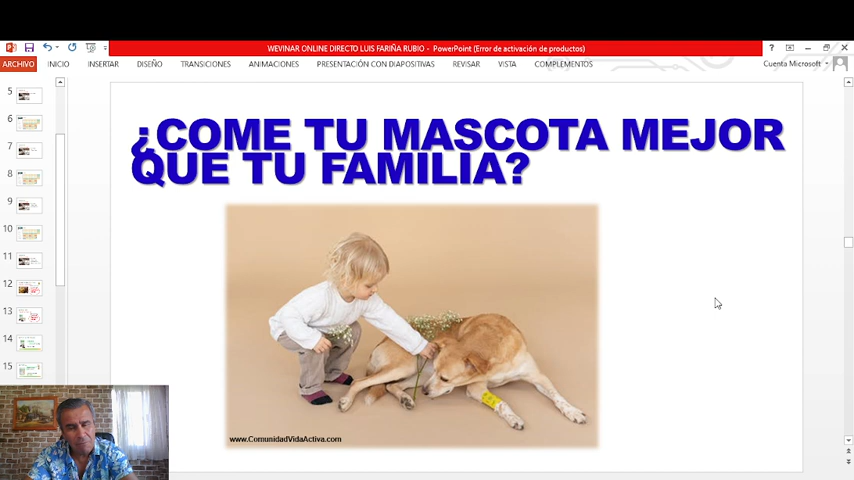 WEVINAR ONLINE DIRECTO LUIS FARIÑA RUBIO - PowerPoint (Error de activación de productos)
?
ARCHIVO INICIO INSERTAR DISEÑO TRANSICIONES ANIMACIONES PRESENTACIÓN CON DIAPOSITIVAS REVISAR VISTA COMPLEMENTOS Cuenta Microsoft
5
6
7
8
9
10
11
12
13
14
15
¿COME TU MASCOTA MEJOR
QUE TU FAMILIA?
www.ComunidadVidaActiva.com